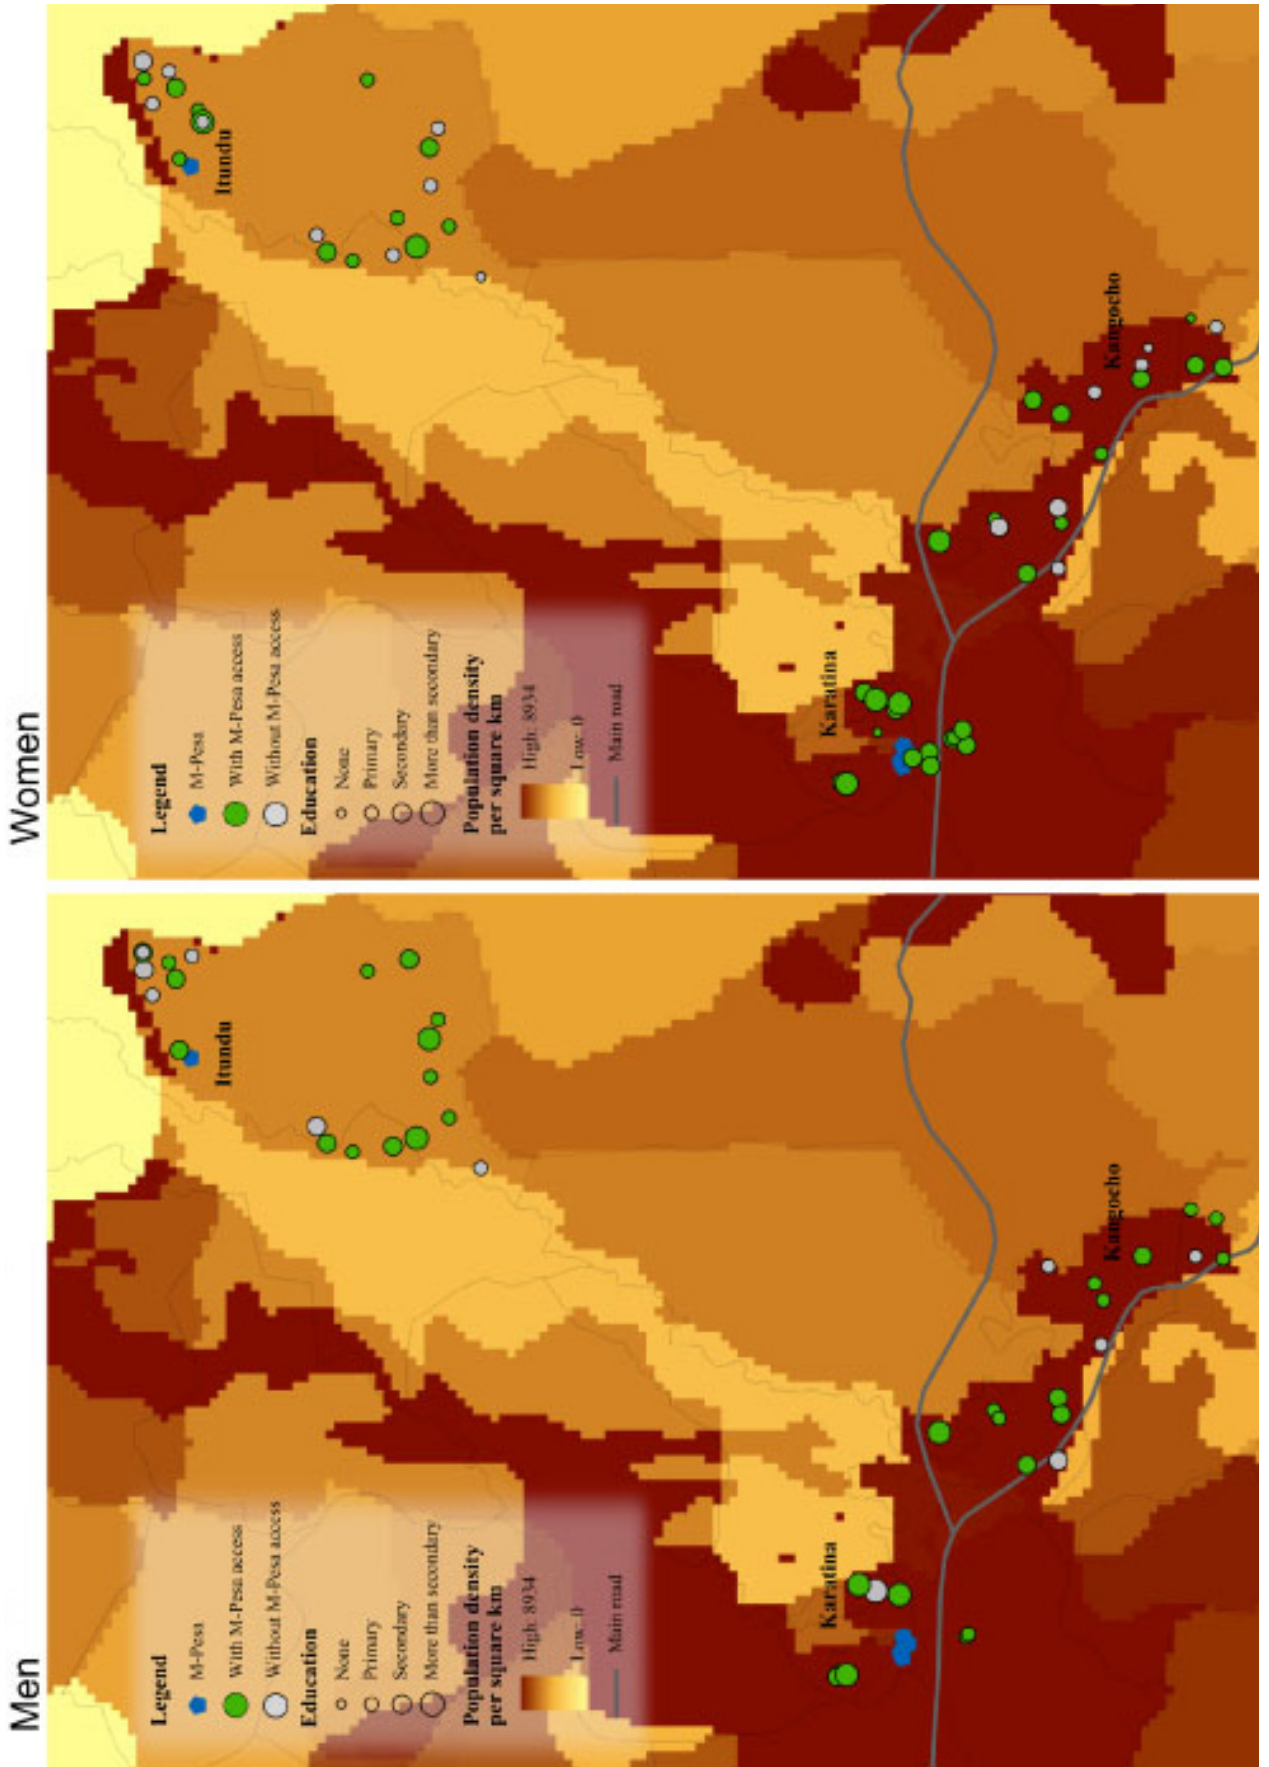 Men
Legend
M-Pesa
With M-Pesa access
Without M-Pesa access
Education
None
Primary
Secondary
More than secondary
Population density
per square km
High: 8934
Low: 0
Main road
Itundu
Karatina
Kangocho
Women
Legend
M-Pesa
With M-Pesa access
Without M-Pesa access
Education
None
Primary
Secondary
More than secondary
Population density
per square km
High: 8934
Low: 0
Main road
Itundu
Karatina
Kangocho